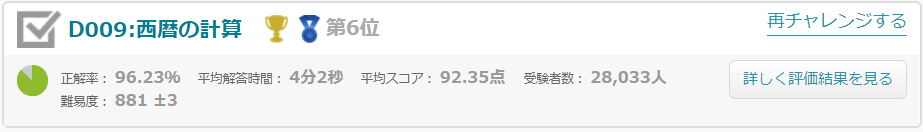 D009:西暦の計算 第6位 再チャレンジする
正解率： 96.23% 平均解答時間： 4分2秒 平均スコア： 92.35点 受験者数： 28,033人 詳しく評価結果を見る
難易度： 881 ±3